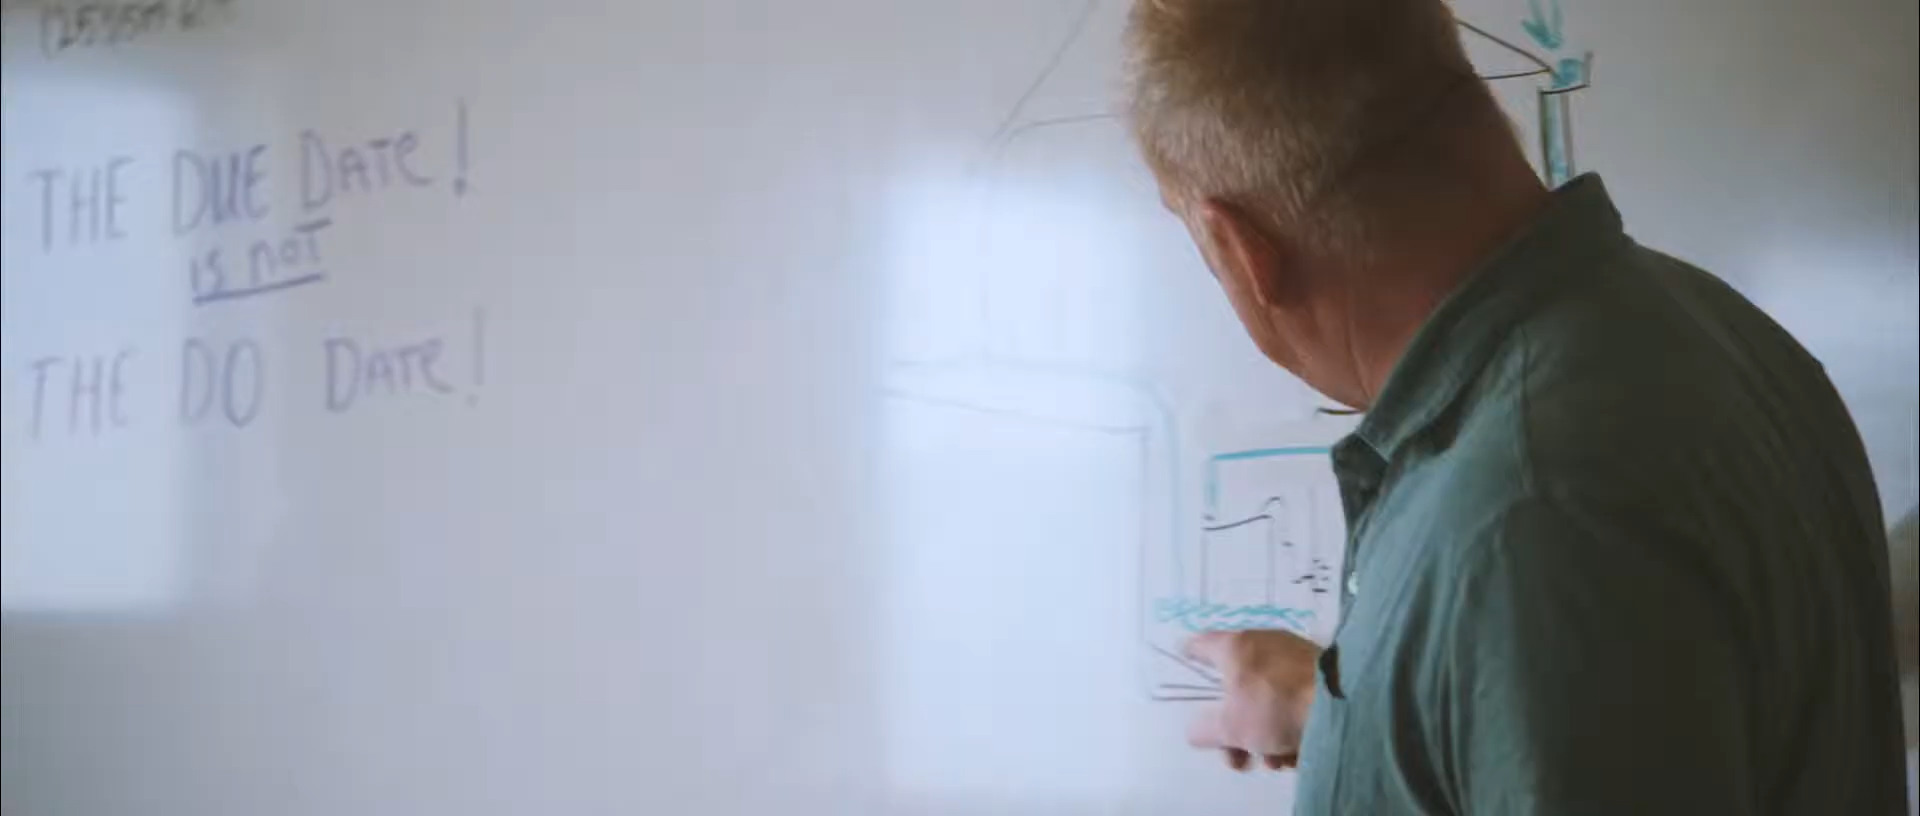 THE DUE DATE!
is not
THE DO DATE!